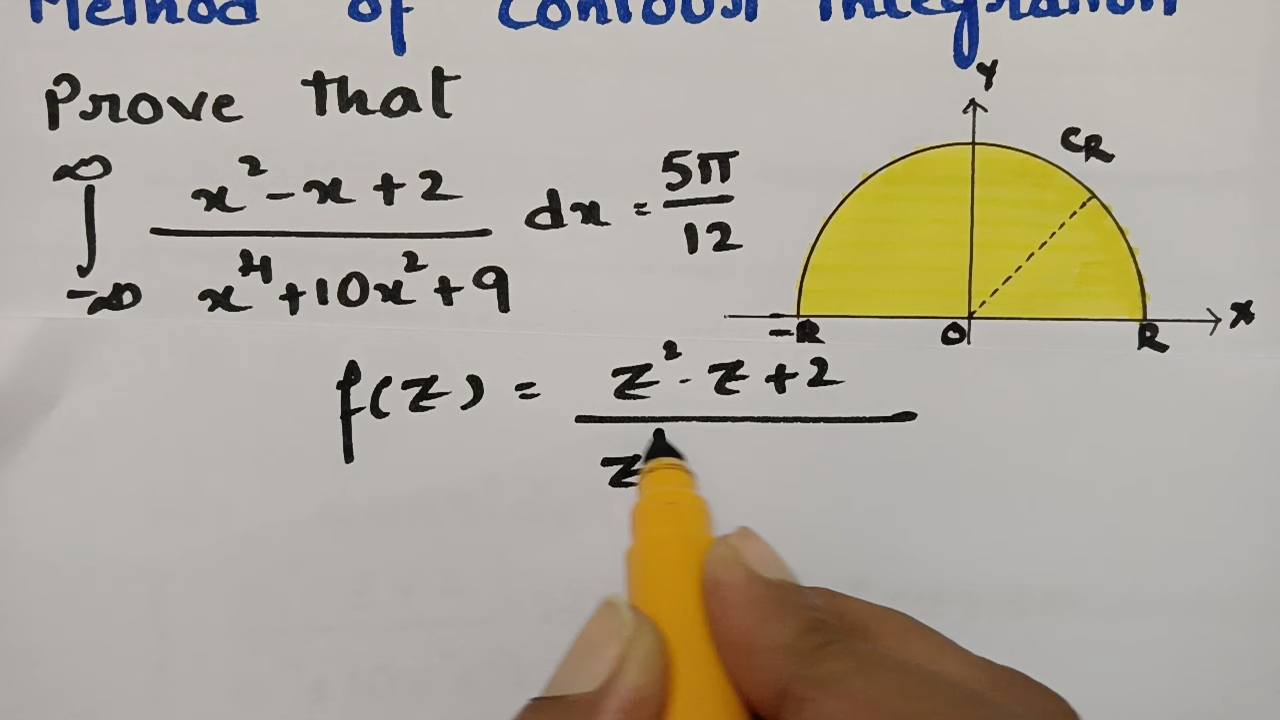 Method of Contour Integration
Prove that
∞
∫ x² - x + 2 / x⁴ + 10x² + 9 dx = 5π / 12
-∞
Y
C_R
-R O R X
f(z) = z² - z + 2
z